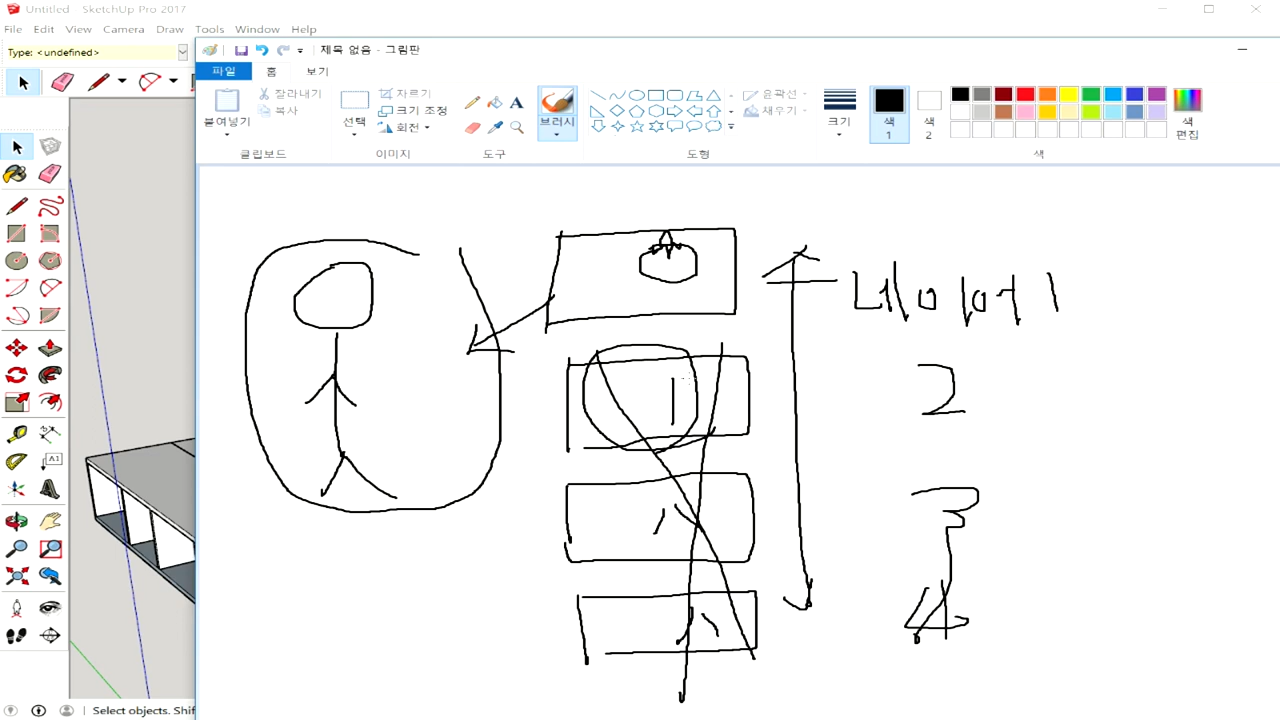 Untitled - SketchUp Pro 2017
File Edit View Camera Draw Tools Window Help
Type: <undefined>
제목 없음 - 그림판
파일 홈 보기
붙여넣기
잘라내기
복사
클립보드
선택
자르기
크기 조정
회전
이미지
A
도구
브러시
윤곽선
채우기
도형
크기
색 1
색 2
색 편집
색
2
3
4
Select objects. Shif